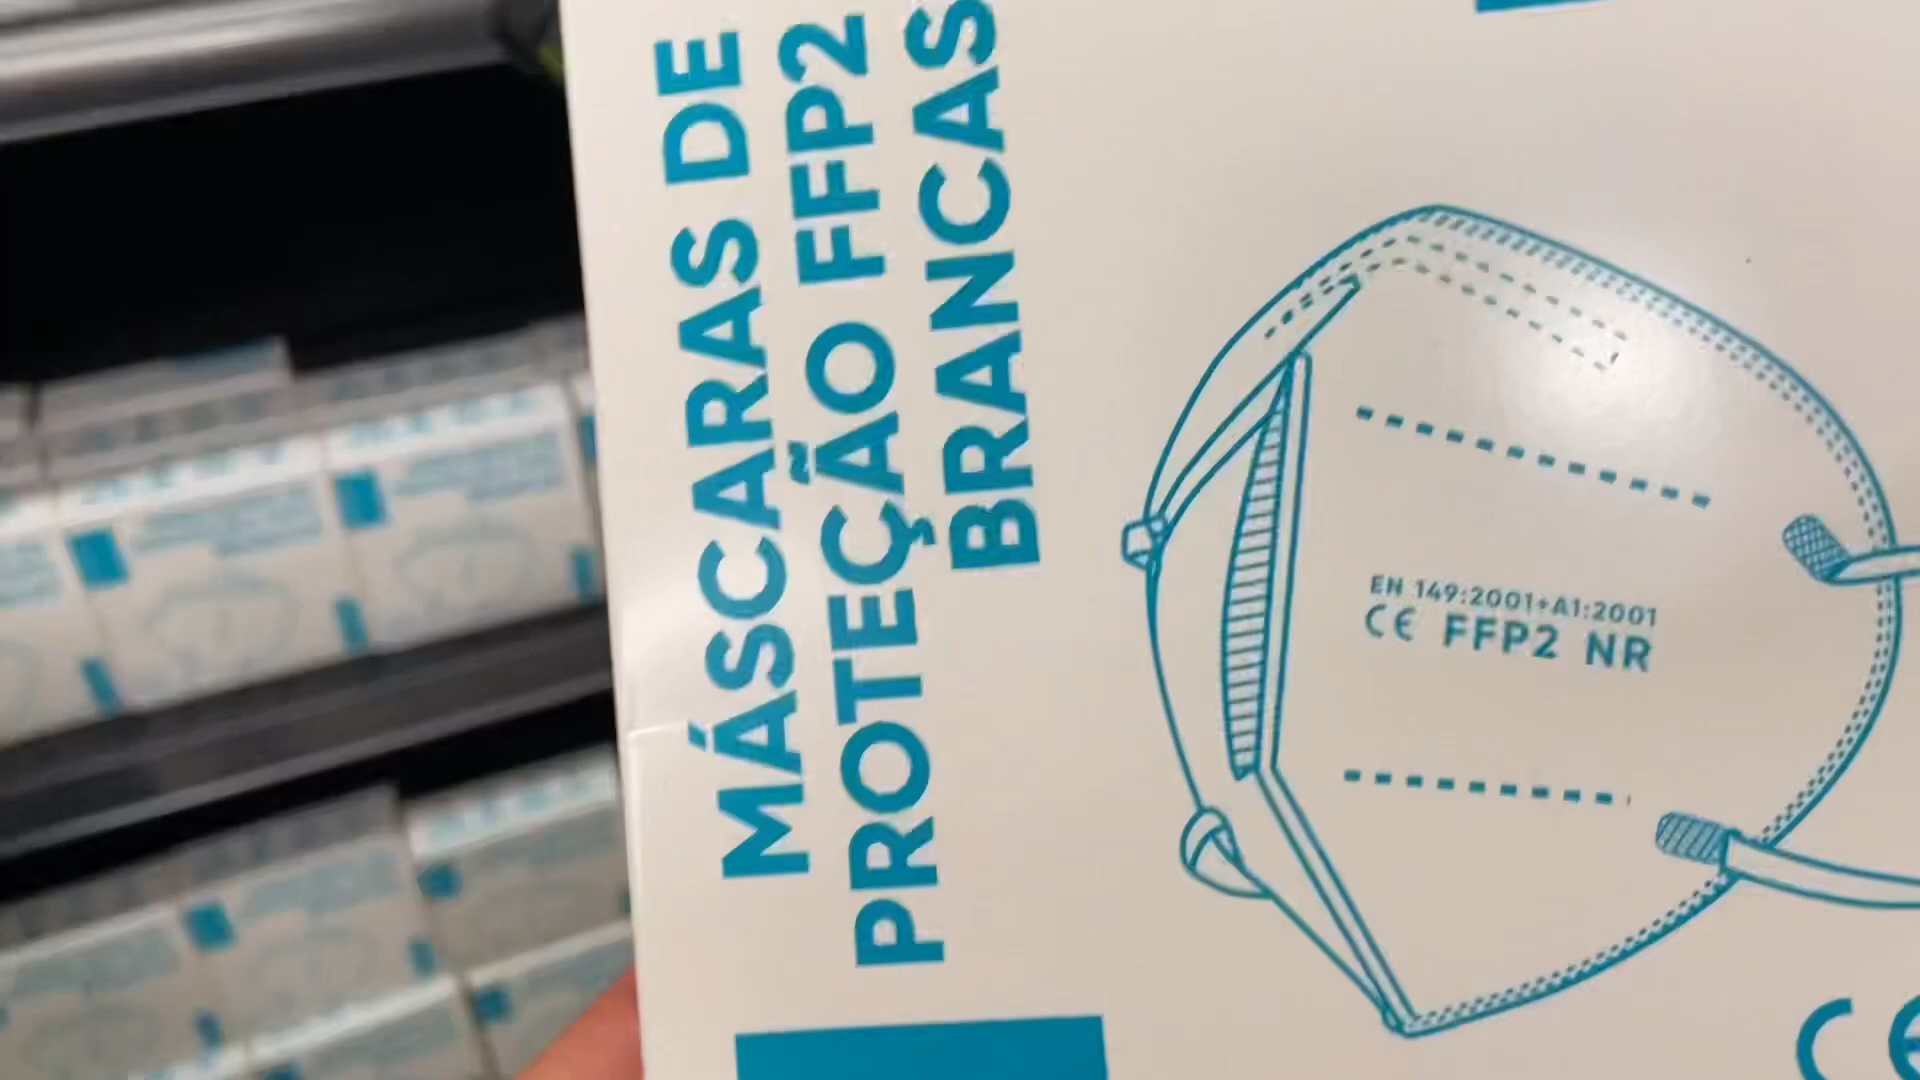 MÁSCARAS DE
PROTEÇÃO FFP2
BRANCAS
EN 149:2001+A1:2001
CE FFP2 NR
CE